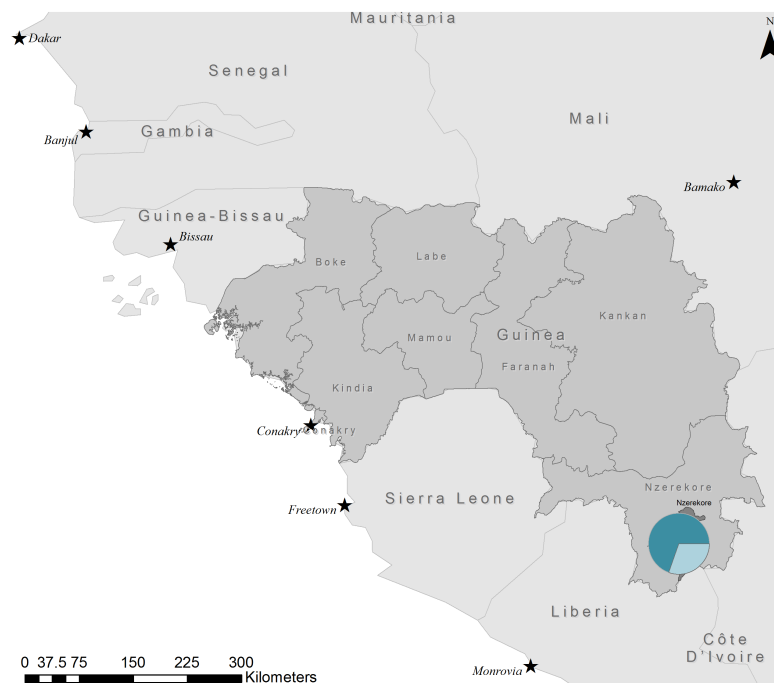 Mauritania
N
Dakar
Senegal
Mali
Gambia
Banjul
Bamako
Guinea-Bissau
Bissau
Boke
Labe
Kankan
Guinea
Mamou
Faranah
Kindia
Conakry
Conakry
Nzerekore
Sierra Leone
Nzerekore
Freetown
Liberia
Côte
D'Ivoire
Monrovia
0 37.5 75 150 225 300
Kilometers